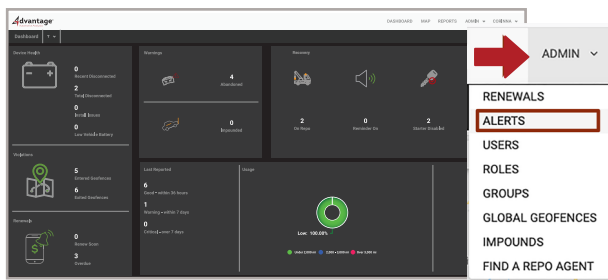 Advantage
DASHBOARD MAP REPORTS ADMIN CORINNA
Dashboard
Device Health
0
Recent Disconnected
2
Total Disconnected
0
Install Issues
0
Low Vehicle Battery
Warnings
4
Abandoned
0
Impounded
Recovery
2
On Repo
0
Reminder On
2
Starter Disabled
Violations
5
Entered Geofences
6
Exited Geofences
Renewals
0
Renew Soon
3
Overdue
Last Reported
6
Good - within 36 hours
1
Warning - within 7 days
0
Critical - over 7 days
Usage
Low: 100.00%
ADMIN
RENEWALS
ALERTS
USERS
ROLES
GROUPS
GLOBAL GEOFENCES
IMPOUNDS
FIND A REPO AGENT